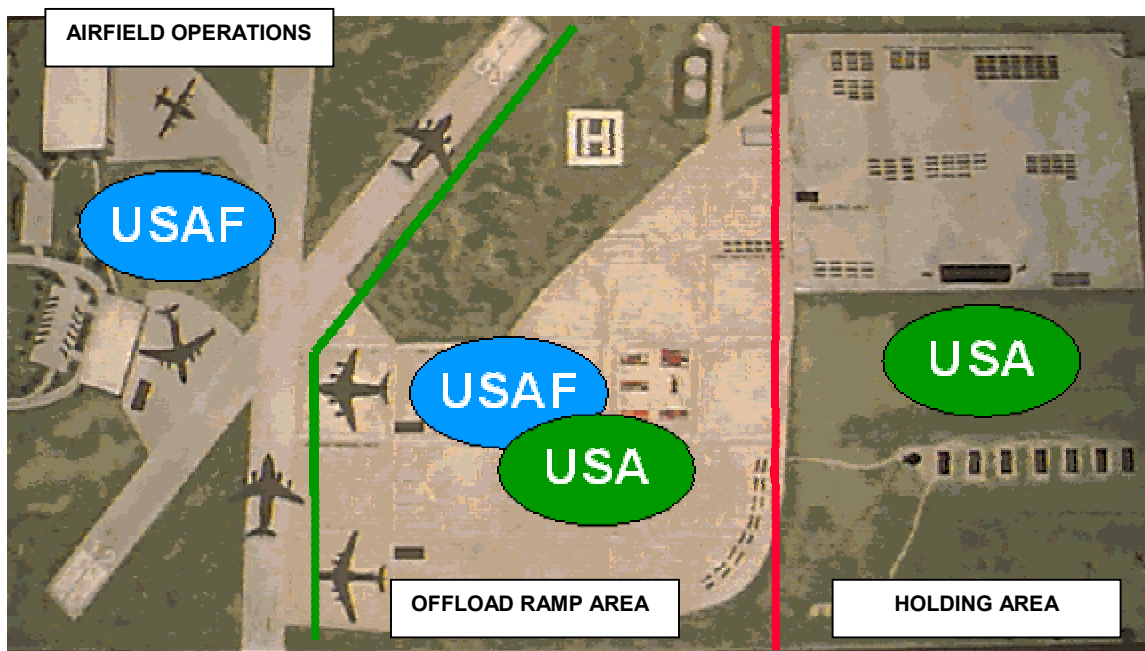 AIRFIELD OPERATIONS
H
USAF
USAF
USA
USA
OFFLOAD RAMP AREA
HOLDING AREA